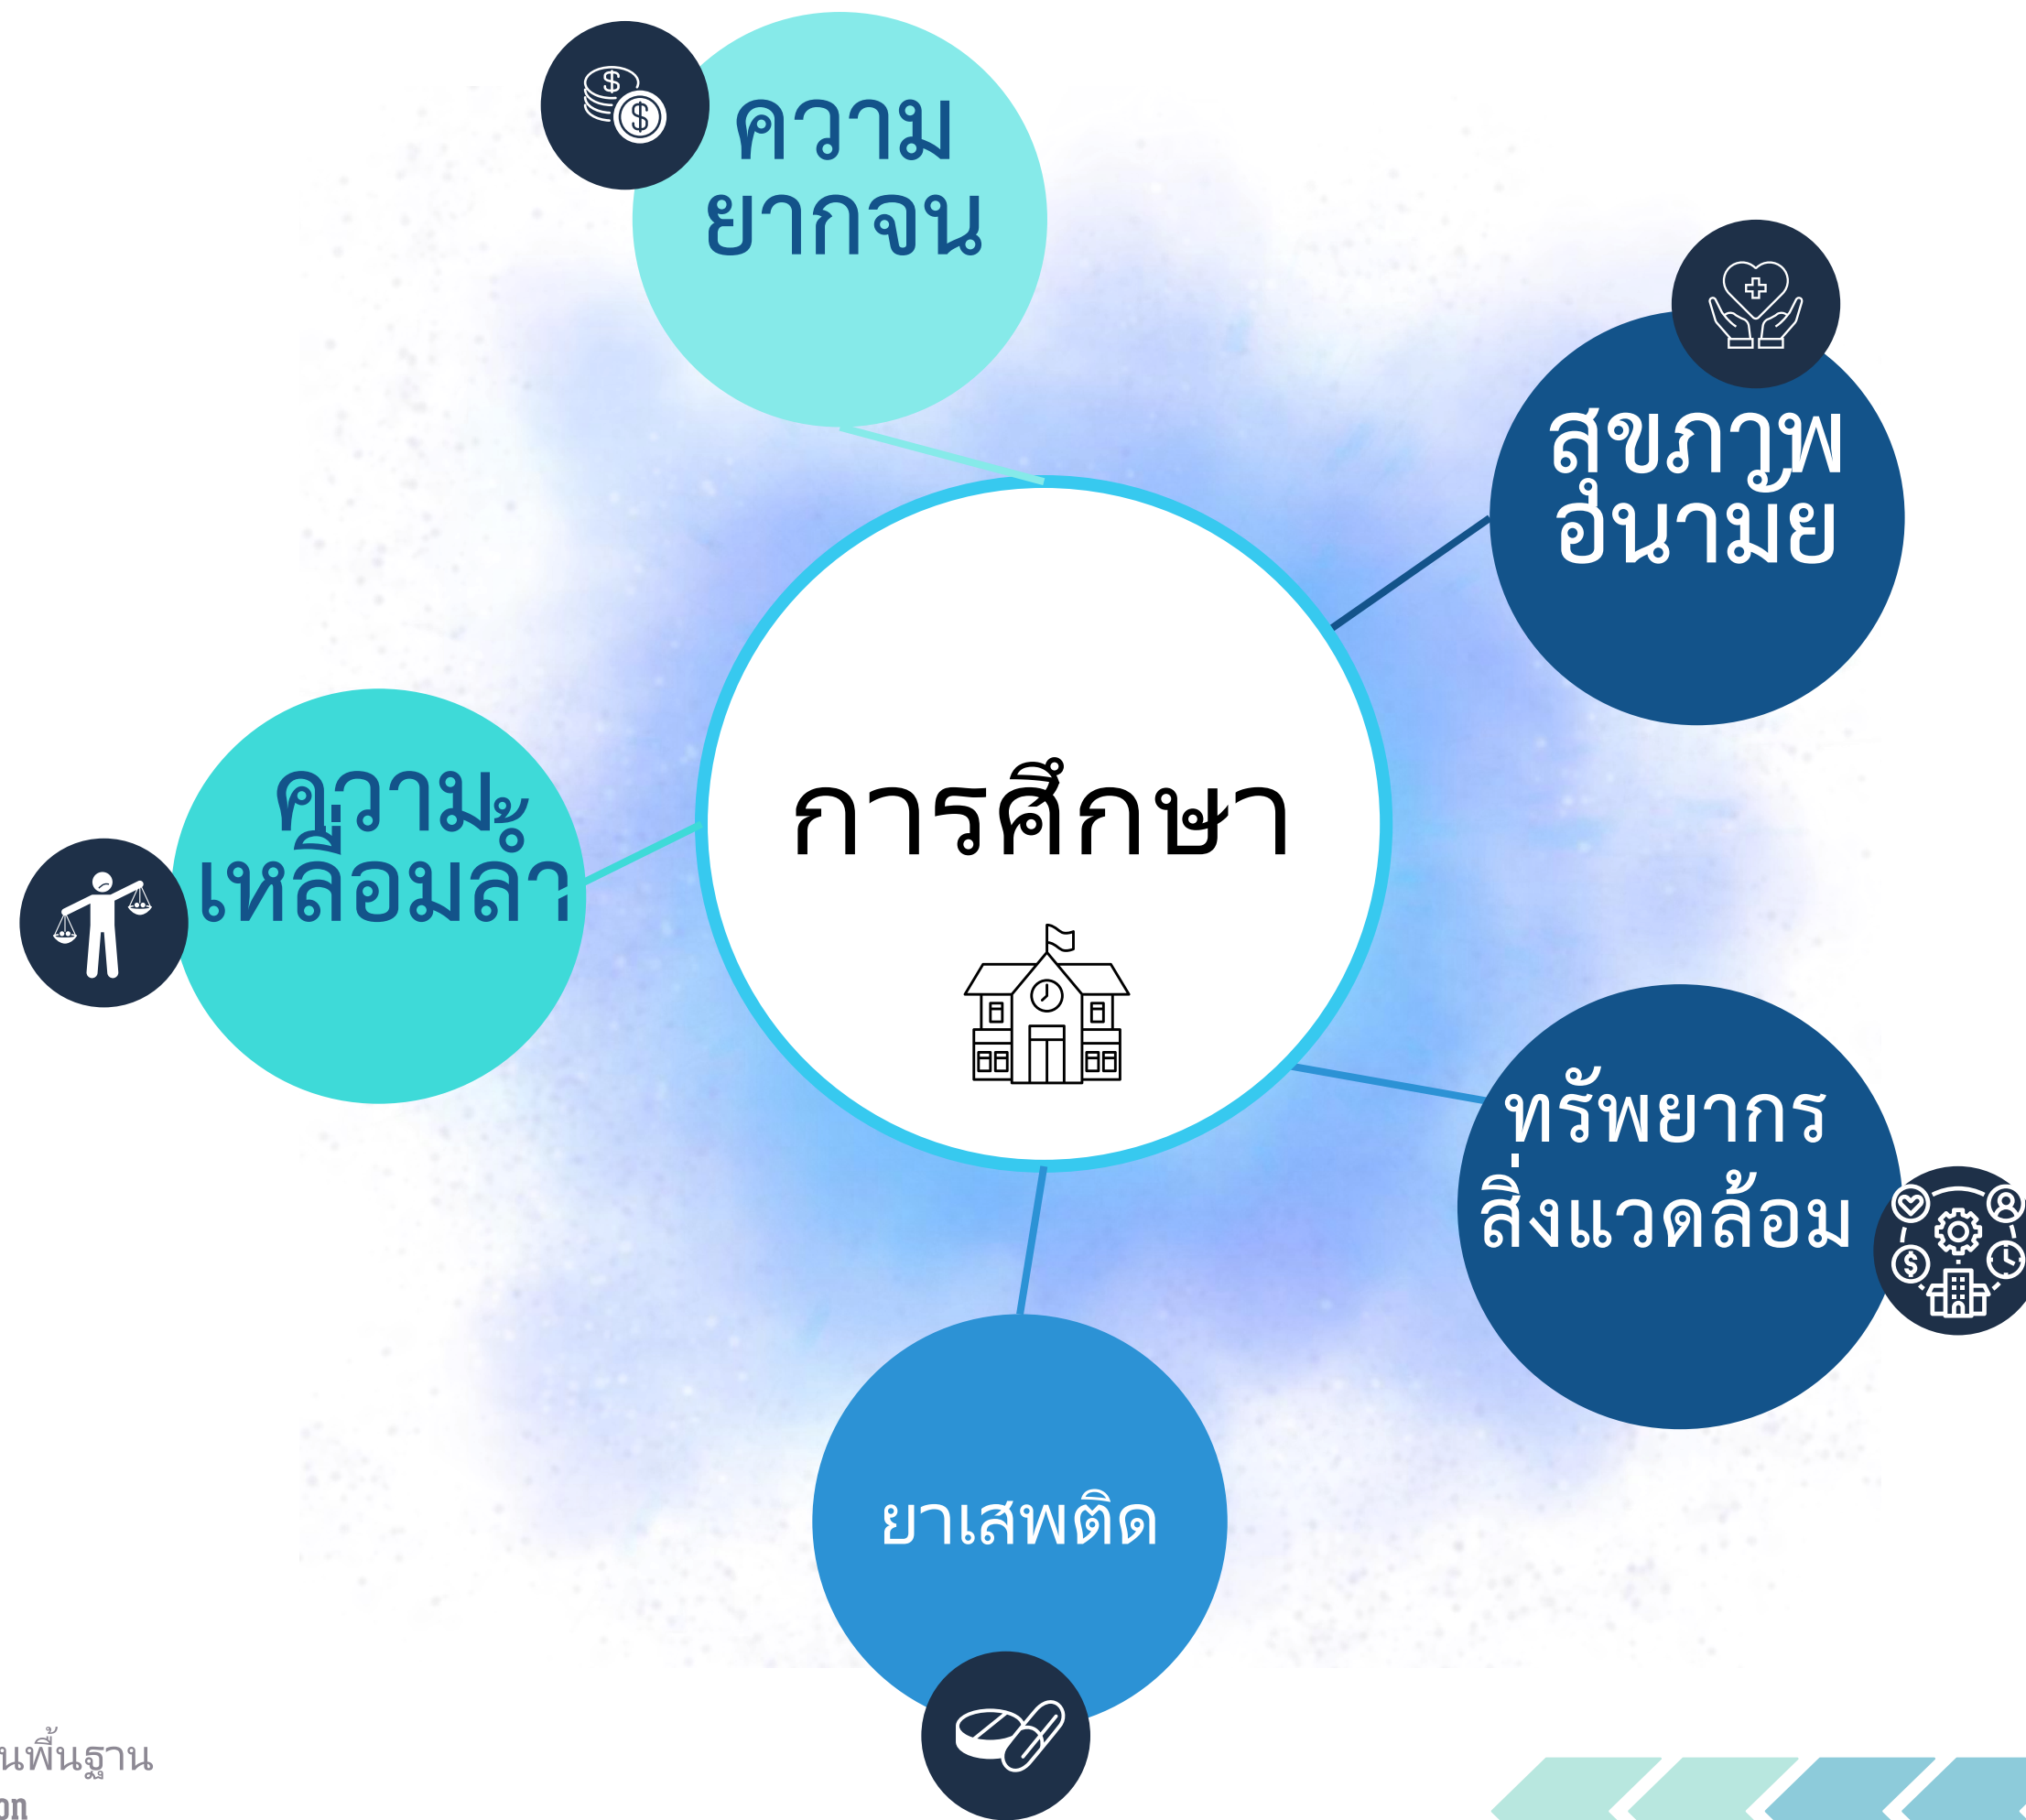 ความ
ยากจน
สุขภาพ
อนามัย
การศึกษา
ความ
เหลื่อมล้ำ
ทรัพยากร
สิ่งแวดล้อม
ยาเสพติด
นพื้นฐาน
on